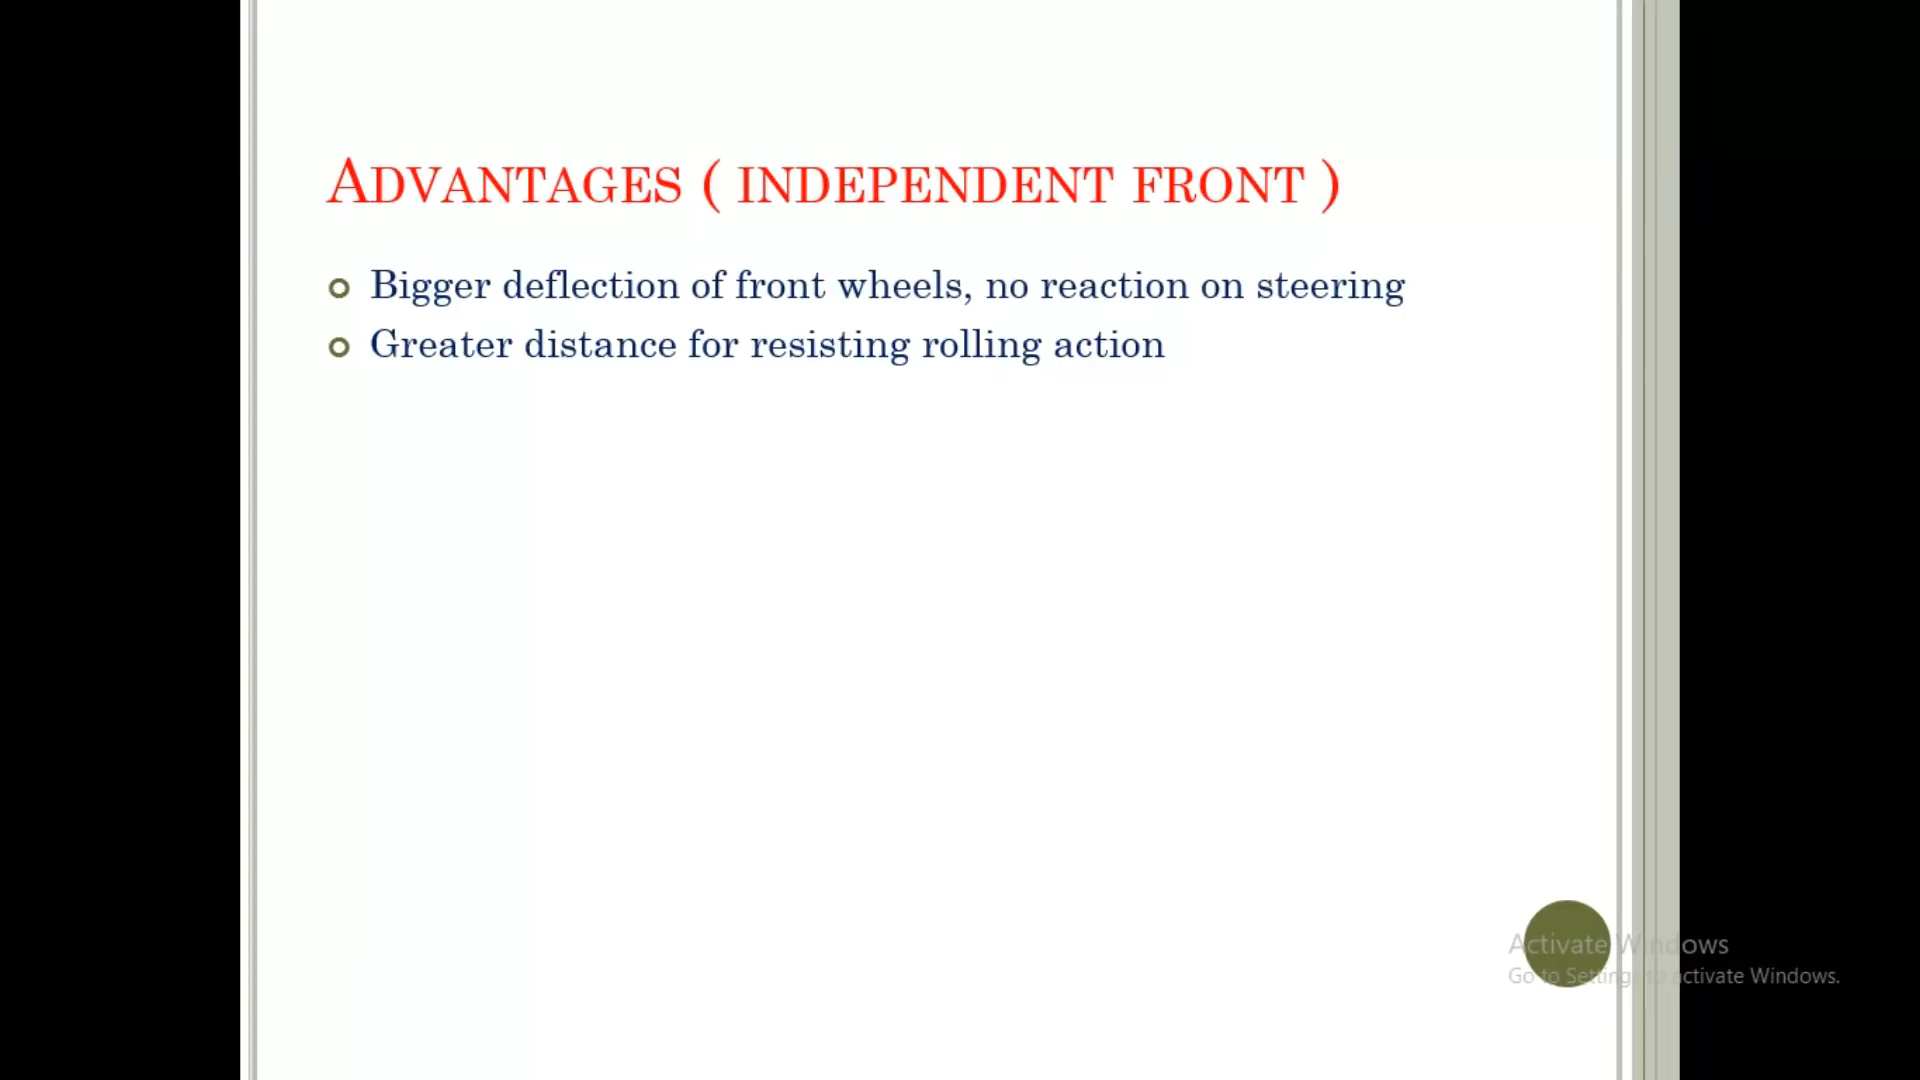 ADVANTAGES ( INDEPENDENT FRONT )
Bigger deflection of front wheels, no reaction on steering
Greater distance for resisting rolling action
Activate Windows
Go to Settings to activate Windows.